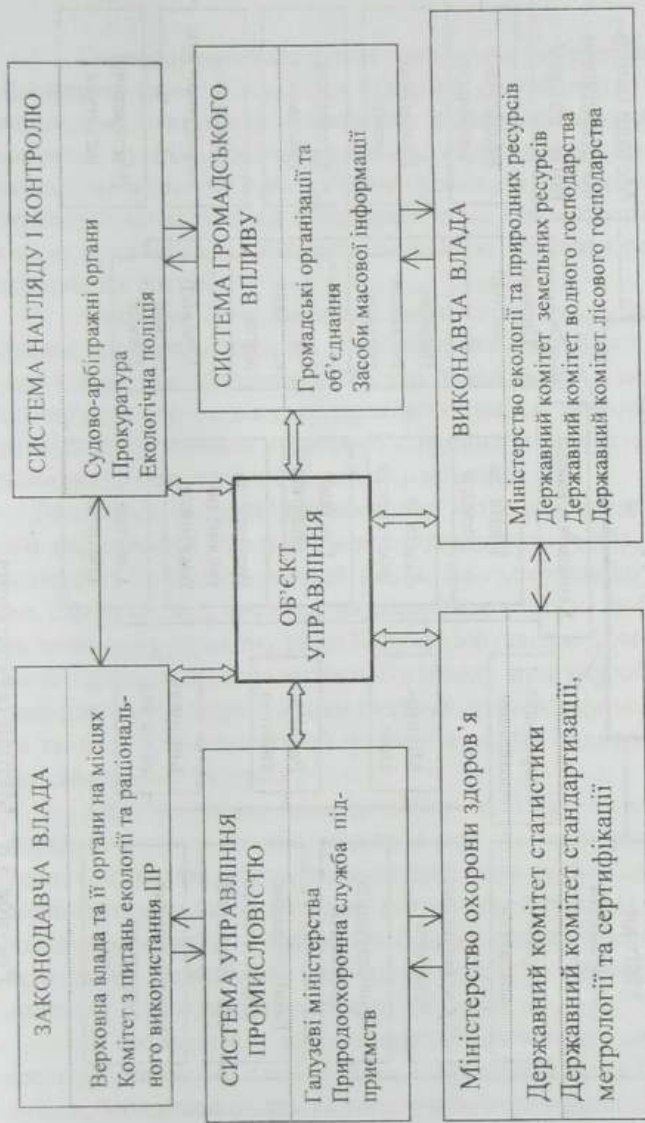 ЗАКОНОДАВЧА ВЛАДА
Верховна влада та її органи на місцях
Комітет з питань екології та раціональ-
ного використання ПР
СИСТЕМА НАГЛЯДУ І КОНТРОЛЮ
Судово-арбітражні органи
Прокуратура
Екологічна поліція
СИСТЕМА УПРАВЛІННЯ
ПРОМИСЛОВІСТЮ
Галузеві міністерства
Природоохоронна служба під-
приємств
ОБ’ЄКТ
УПРАВЛІННЯ
СИСТЕМА ГРОМАДСЬКОГО
ВПЛИВУ
Громадські організації та
об’єднання
Засоби масової інформації
Міністерство охорони здоров’я
Державний комітет статистики
Державний комітет стандартизації,
метрології та сертифікації
ВИКОНАВЧА ВЛАДА
Міністерство екології та природних ресурсів
Державний комітет земельних ресурсів
Державний комітет водного господарства
Державний комітет лісового господарства